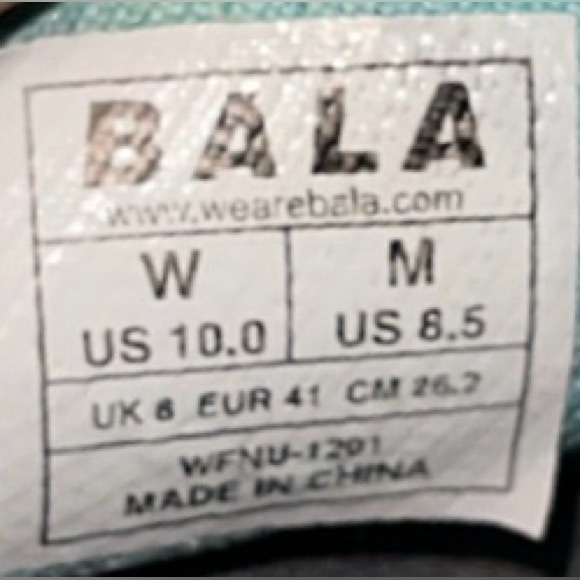 BALA
www.wearebala.com
W M
US 10.0 US 8.5
UK 8 EUR 41 CM 26.2
WFNU-1201
MADE IN CHINA